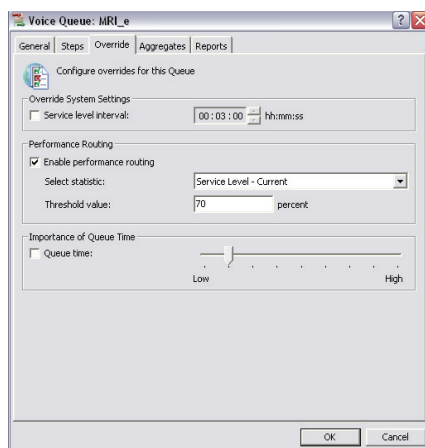 Voice Queue: MRI_e
General Steps Override Aggregates Reports
Configure overrides for this Queue
Override System Settings
Service level interval: 00:03:00 hh:mm:ss
Performance Routing
Enable performance routing
Select statistic: Service Level - Current
Threshold value: 70 percent
Importance of Queue Time
Queue time:
Low High
OK Cancel